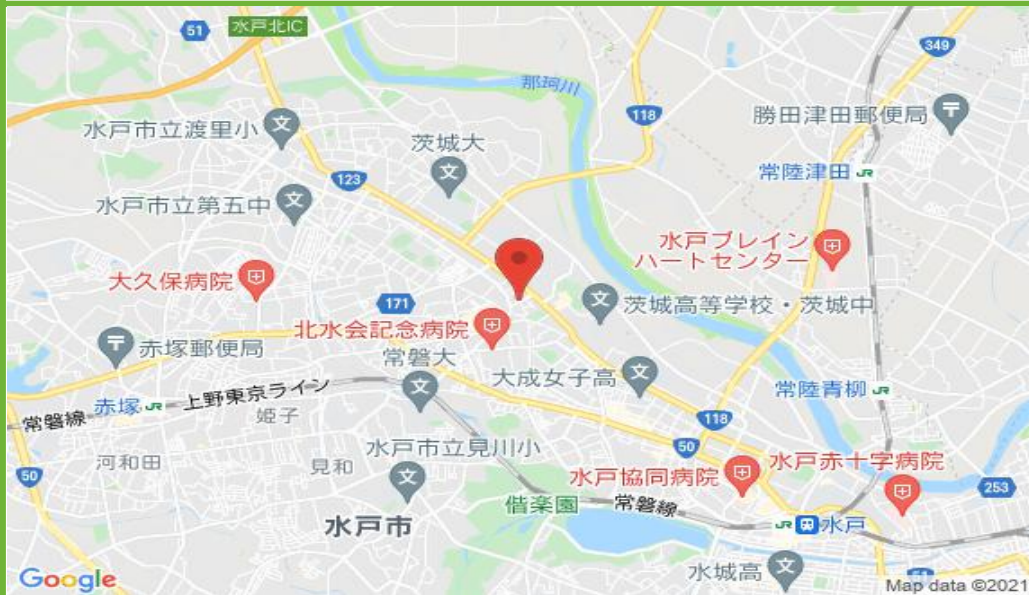 51
水戸北IC
349
那珂川
118
勝田津田郵便局
水戸市立渡里小
茨城大
常陸津田 JR
123
水戸市立第五中
水戸ブレイン
ハートセンター
大久保病院
171
茨城高等学校・茨城中
北水会記念病院
赤塚郵便局
常磐大
大成女子高
常陸青柳 JR
上野東京ライン
赤塚 JR
常磐線
姫子
118
50
水戸市立見川小
水戸赤十字病院
河和田
見和
水戸協同病院
50
253
偕楽園
常磐線
水戸市
JR 水戸
水城高
51
Google
Map data ©2021